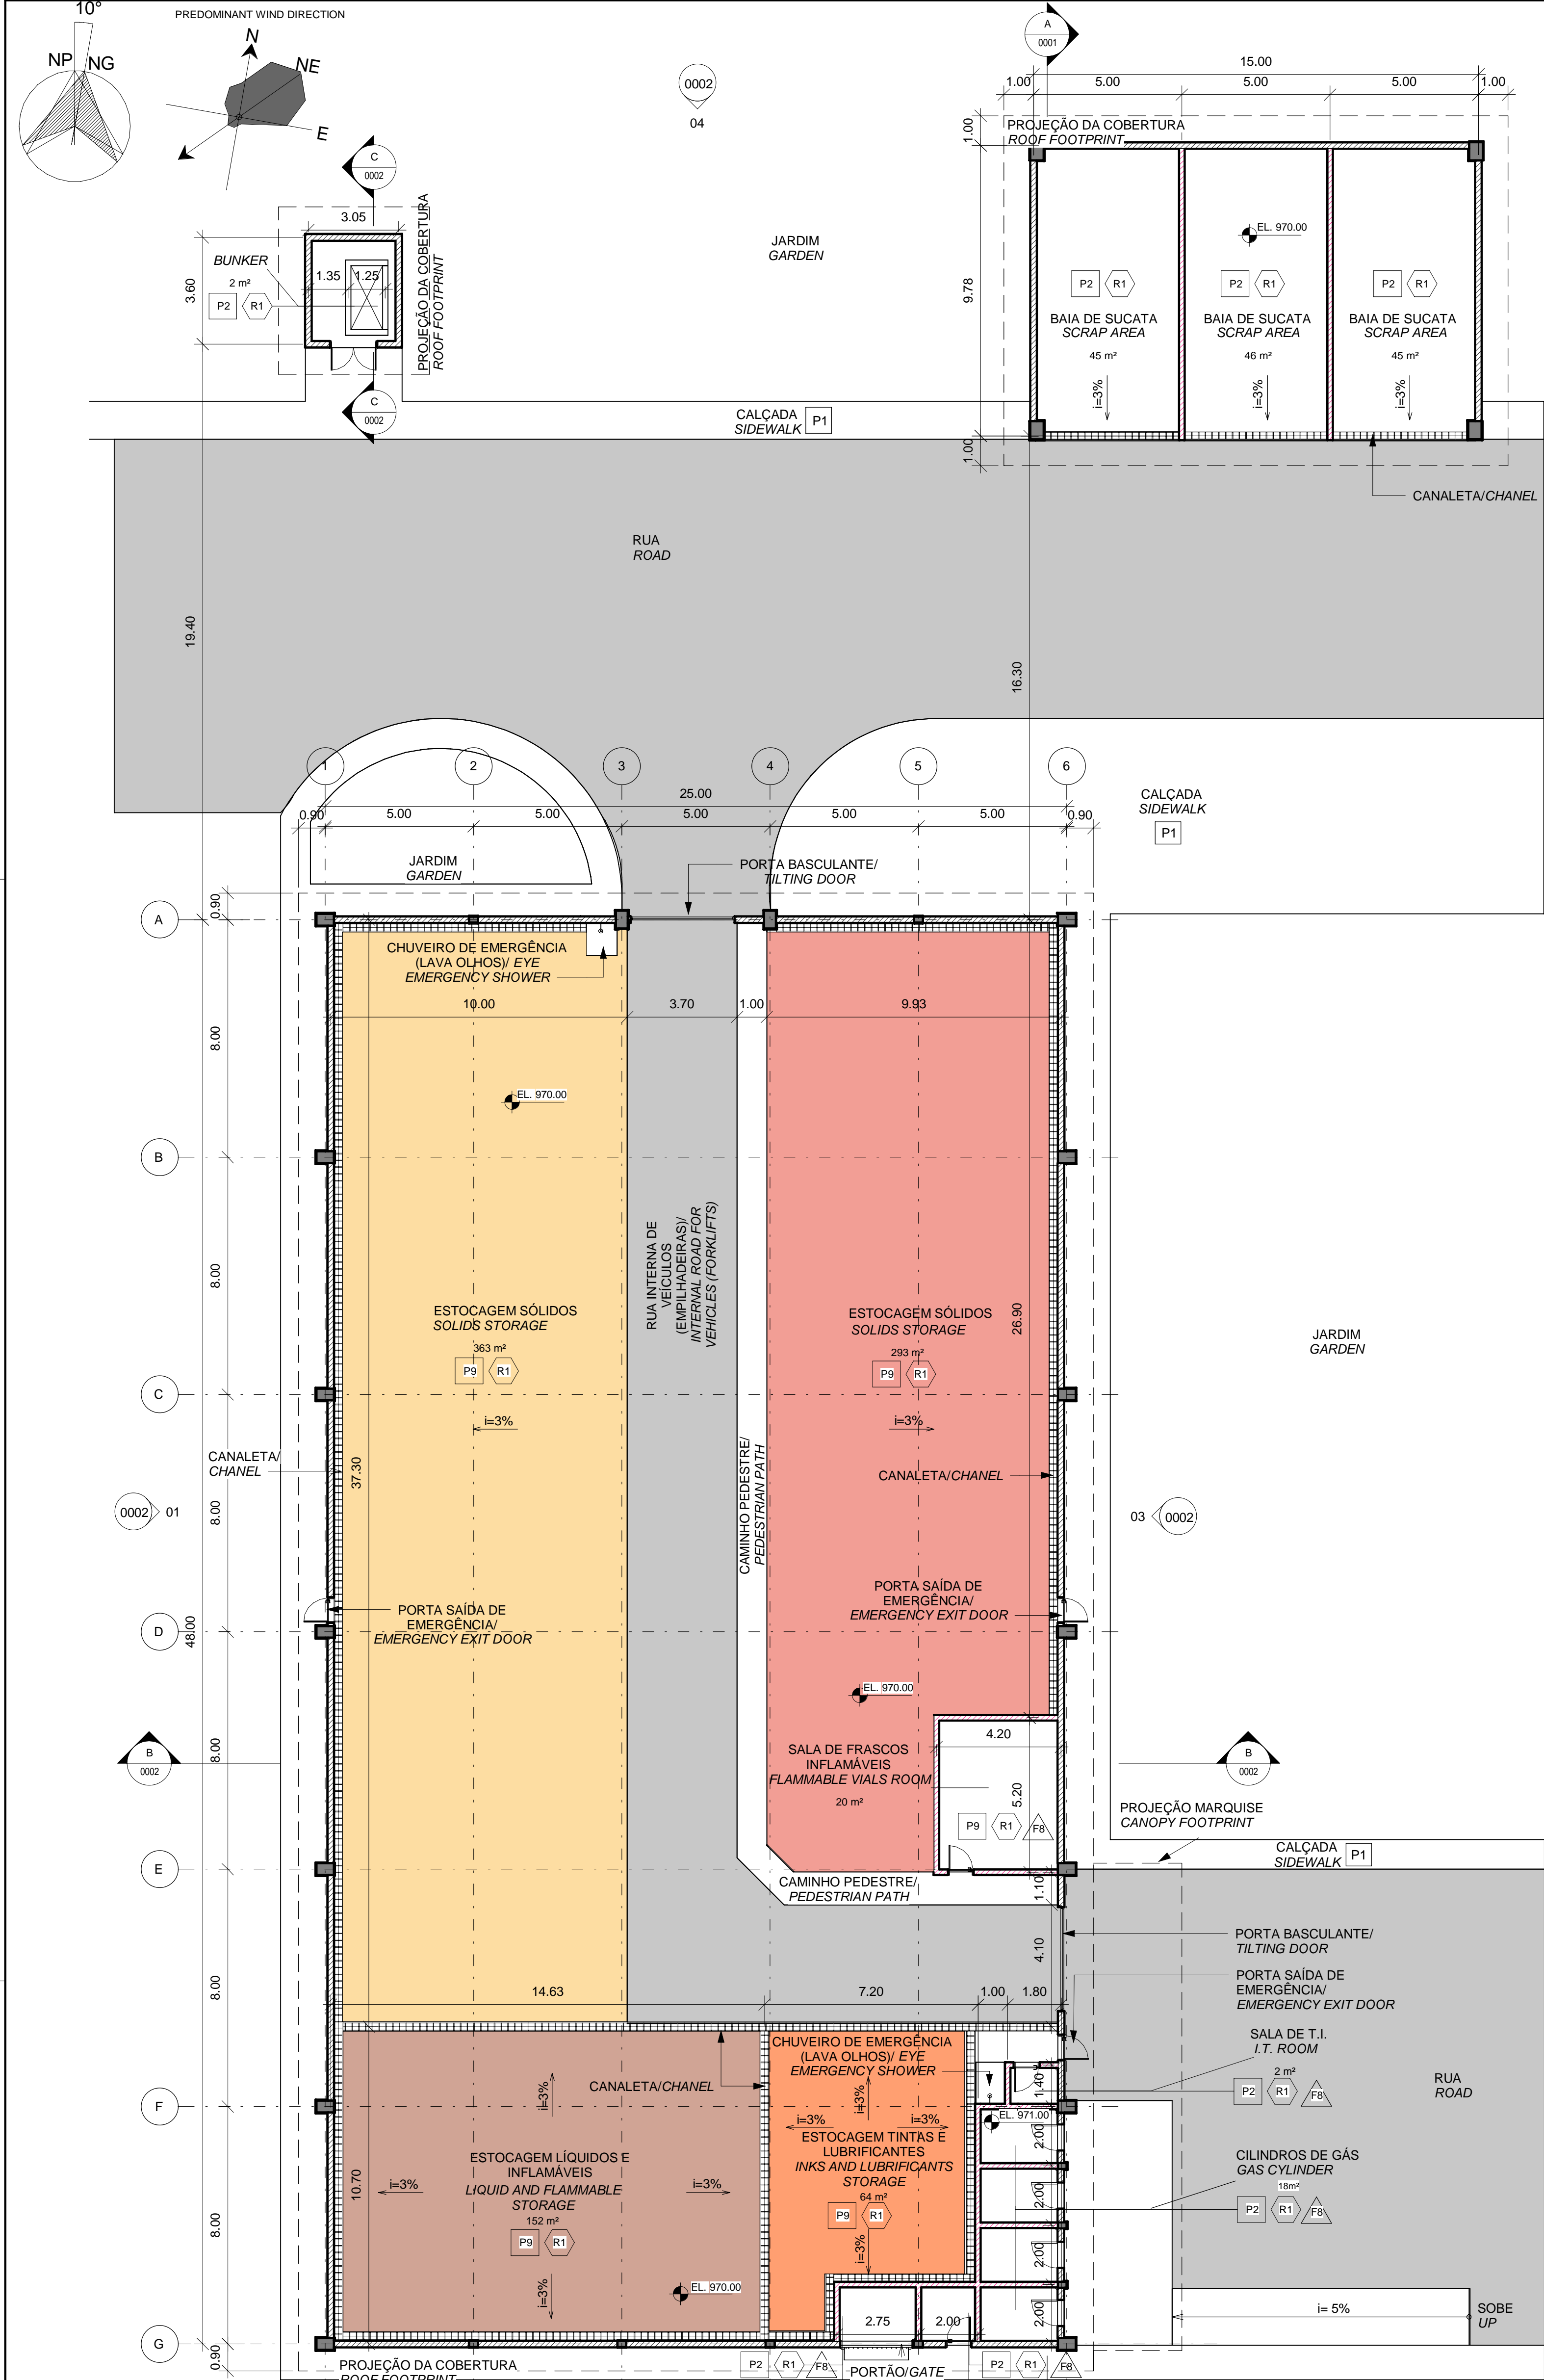 10°
NP NG
PREDOMINANT WIND DIRECTION
N
NE
E
0002
04
A
0001
15.00
1.00
5.00
5.00
5.00
1.00
1.00
PROJEÇÃO DA COBERTURA
ROOF FOOTPRINT
C
0002
3.05
BUNKER
2 m²
P2
R1
1.35
1.25
3.60
PROJEÇÃO DA COBERTURA
ROOF FOOTPRINT
C
0002
JARDIM
GARDEN
EL. 970.00
9.78
P2
R1
P2
R1
P2
R1
BAIA DE SUCATA
SCRAP AREA
45 m²
BAIA DE SUCATA
SCRAP AREA
46 m²
BAIA DE SUCATA
SCRAP AREA
45 m²
i=3%
i=3%
i=3%
1.00
CALÇADA
SIDEWALK
P1
CANALETA/CHANEL
RUA
ROAD
19.40
16.30
1
2
3
4
5
6
25.00
0.90
5.00
5.00
5.00
5.00
5.00
0.90
CALÇADA
SIDEWALK
P1
JARDIM
GARDEN
PORTA BASCULANTE/
TILTING DOOR
0.90
A
CHUVEIRO DE EMERGÊNCIA
(LAVA OLHOS)/ EYE
EMERGENCY SHOWER
10.00
3.70
1.00
9.93
8.00
EL. 970.00
B
8.00
RUA INTERNA DE
VEÍCULOS
(EMPILHADEIRAS)/
INTERNAL ROAD FOR
VEHICLES (FORKLIFTS)
ESTOCAGEM SÓLIDOS
SOLIDS STORAGE
363 m²
P9
R1
ESTOCAGEM SÓLIDOS
SOLIDS STORAGE
293 m²
P9
R1
26.90
JARDIM
GARDEN
C
i=3%
i=3%
CANALETA/
CHANEL
37.30
CAMINHO PEDESTRE/
PEDESTRIAN PATH
CANALETA/CHANEL
0002
01
8.00
03
0002
PORTA SAÍDA DE
EMERGÊNCIA/
EMERGENCY EXIT DOOR
PORTA SAÍDA DE
EMERGÊNCIA/
EMERGENCY EXIT DOOR
D
48.00
EL. 970.00
B
0002
8.00
SALA DE FRASCOS
INFLAMÁVEIS
FLAMMABLE VIALS ROOM
20 m²
4.20
5.20
P9
R1
F8
B
0002
PROJEÇÃO MARQUISE
CANOPY FOOTPRINT
CALÇADA
SIDEWALK
P1
E
CAMINHO PEDESTRE/
PEDESTRIAN PATH
1.10
4.10
PORTA BASCULANTE/
TILTING DOOR
PORTA SAÍDA DE
EMERGÊNCIA/
EMERGENCY EXIT DOOR
8.00
14.63
7.20
1.00
1.80
SALA DE T.I.
I.T. ROOM
2 m²
P2
R1
F8
RUA
ROAD
CHUVEIRO DE EMERGÊNCIA
(LAVA OLHOS)/ EYE
EMERGENCY SHOWER
1.40
CANALETA/CHANEL
i=3%
i=3%
F
i=3%
i=3%
EL. 971.00
2.00
ESTOCAGEM TINTAS E
LUBRIFICANTES
INKS AND LUBRIFICANTS
STORAGE
64 m²
P9
R1
i=3%
ESTOCAGEM LÍQUIDOS E
INFLAMÁVEIS
LIQUID AND FLAMMABLE
STORAGE
152 m²
P9
R1
i=3%
i=3%
i=3%
10.70
8.00
CILINDROS DE GÁS
GAS CYLINDER
18m²
P2
R1
F8
2.00
2.00
2.00
EL. 970.00
2.75
2.00
i= 5%
SOBE
UP
G
0.90
PROJEÇÃO DA COBERTURA
ROOF FOOTPRINT
P2
R1
F8
PORTÃO/GATE
P2
R1
F8